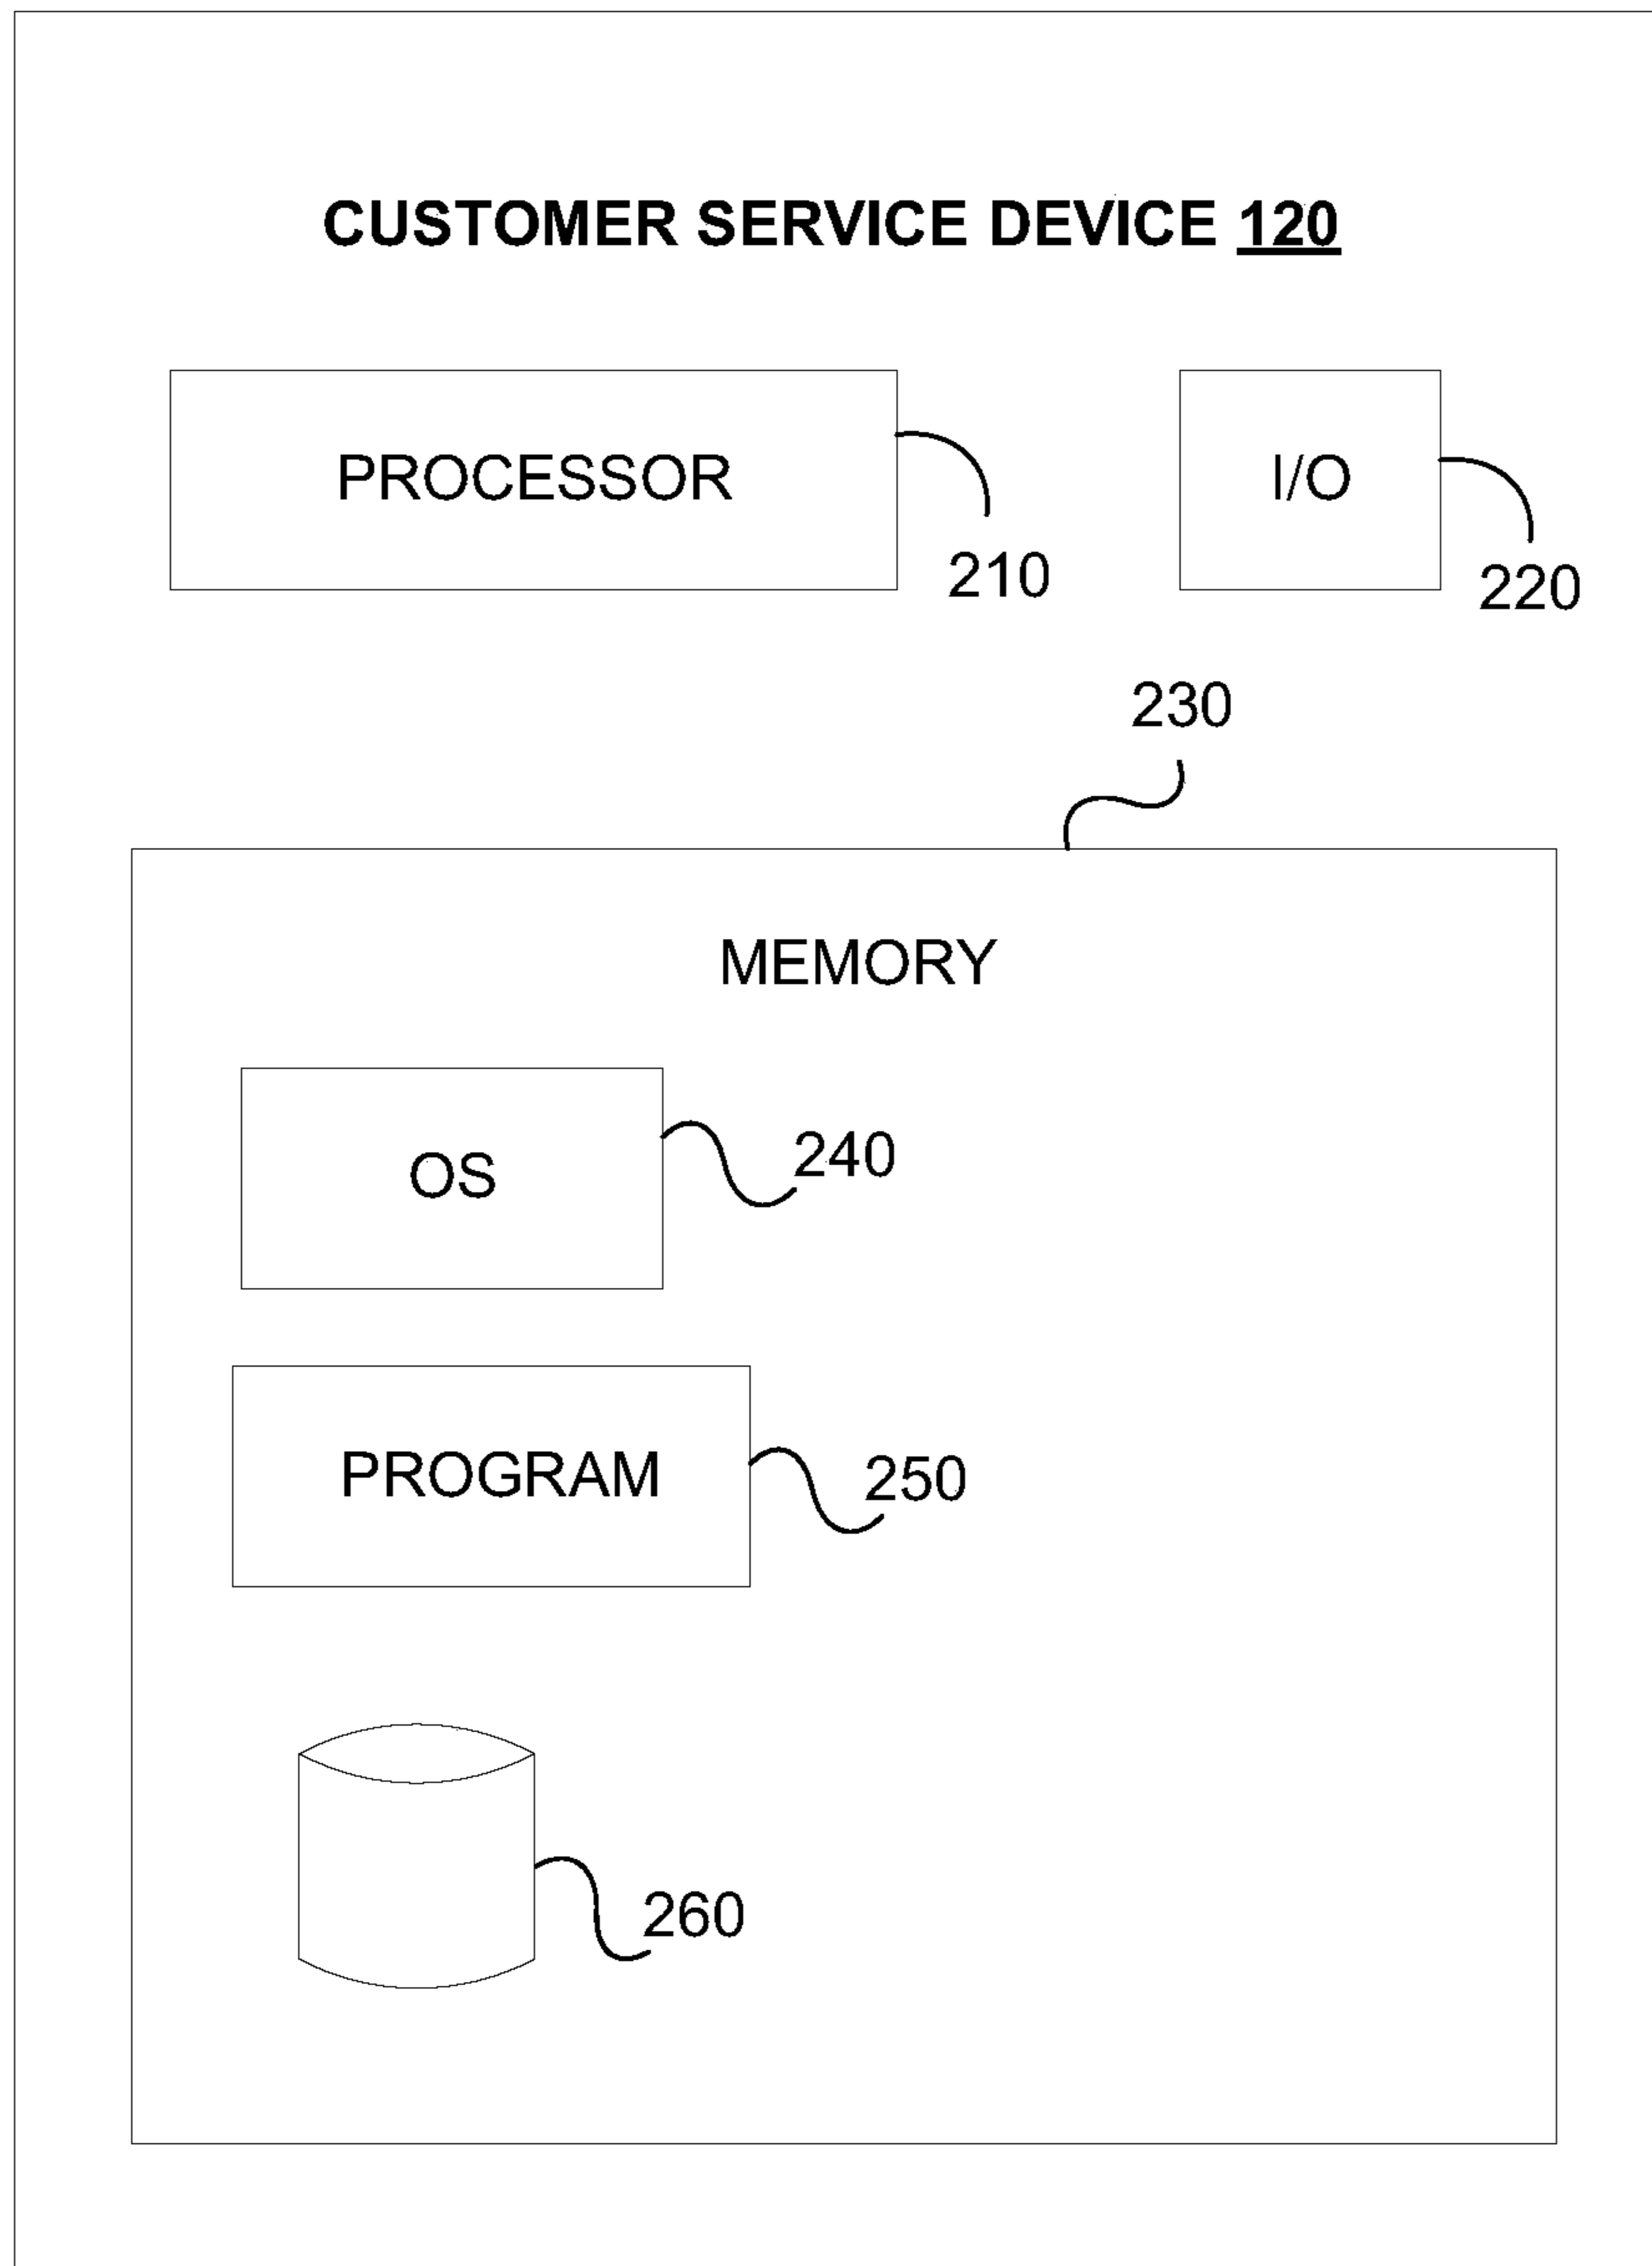 CUSTOMER SERVICE DEVICE 120
PROCESSOR
I/O
210
220
230
MEMORY
OS
240
PROGRAM
250
260